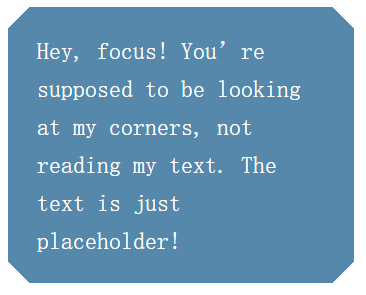 Hey, focus! You’re
supposed to be looking
at my corners, not
reading my text. The
text is just
placeholder!